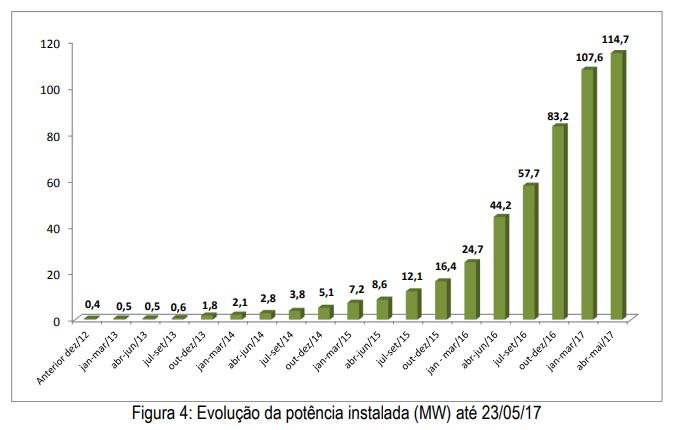 120
100
80
60
40
20
0
0,4
0,5
0,5
0,6
1,8
2,1
2,8
3,8
5,1
7,2
8,6
12,1
16,4
24,7
44,2
57,7
83,2
107,6
114,7
Anterior dez/12
jan-mar/13
abr-jun/13
jul-set/13
out-dez/13
jan-mar/14
abr-jun/14
jul-set/14
out-dez/14
jan-mar/15
abr-jun/15
jul-set/15
out-dez/15
jan - mar/16
abr-jun/16
jul-set/16
out-dez/16
jan-mar/17
abr-mai/17
Figura 4: Evolução da potência instalada (MW) até 23/05/17